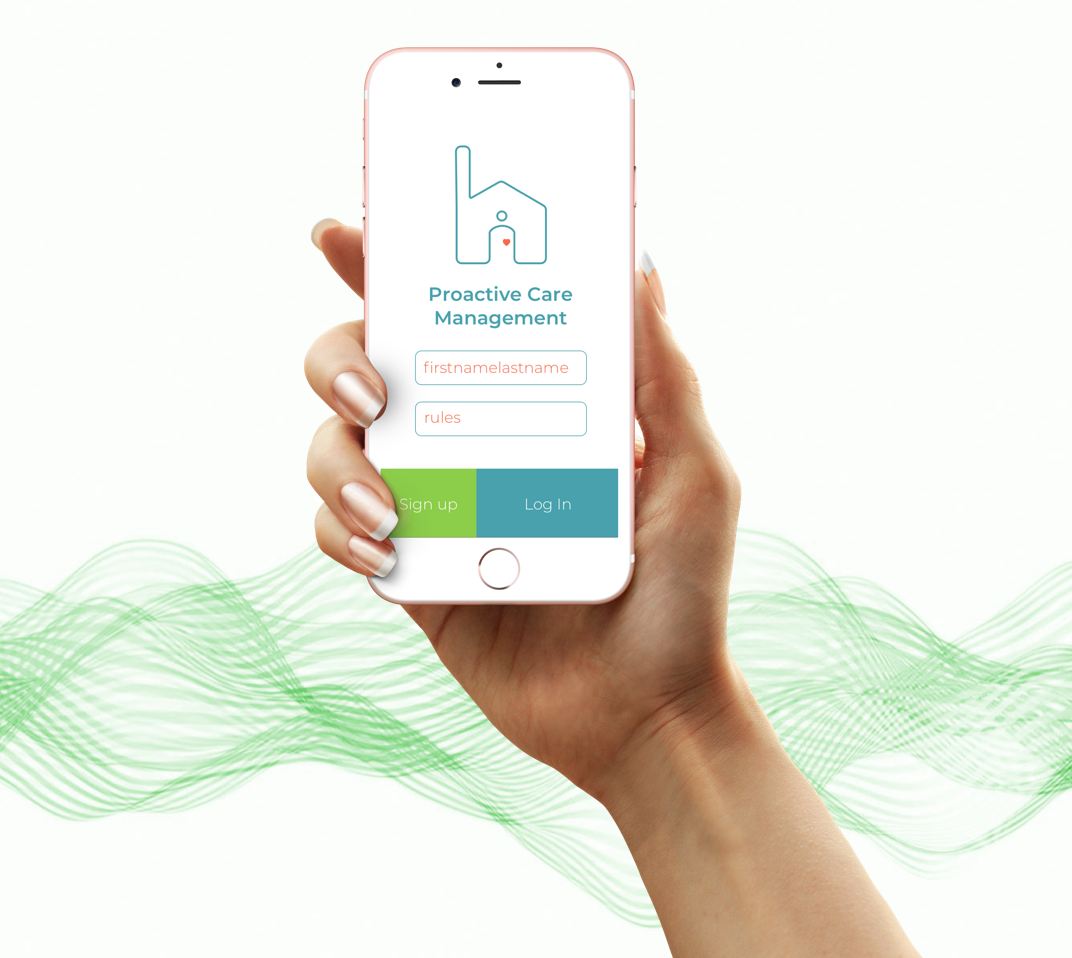 Proactive Care
Management
firstnamelastname
rules
Sign up
Log In